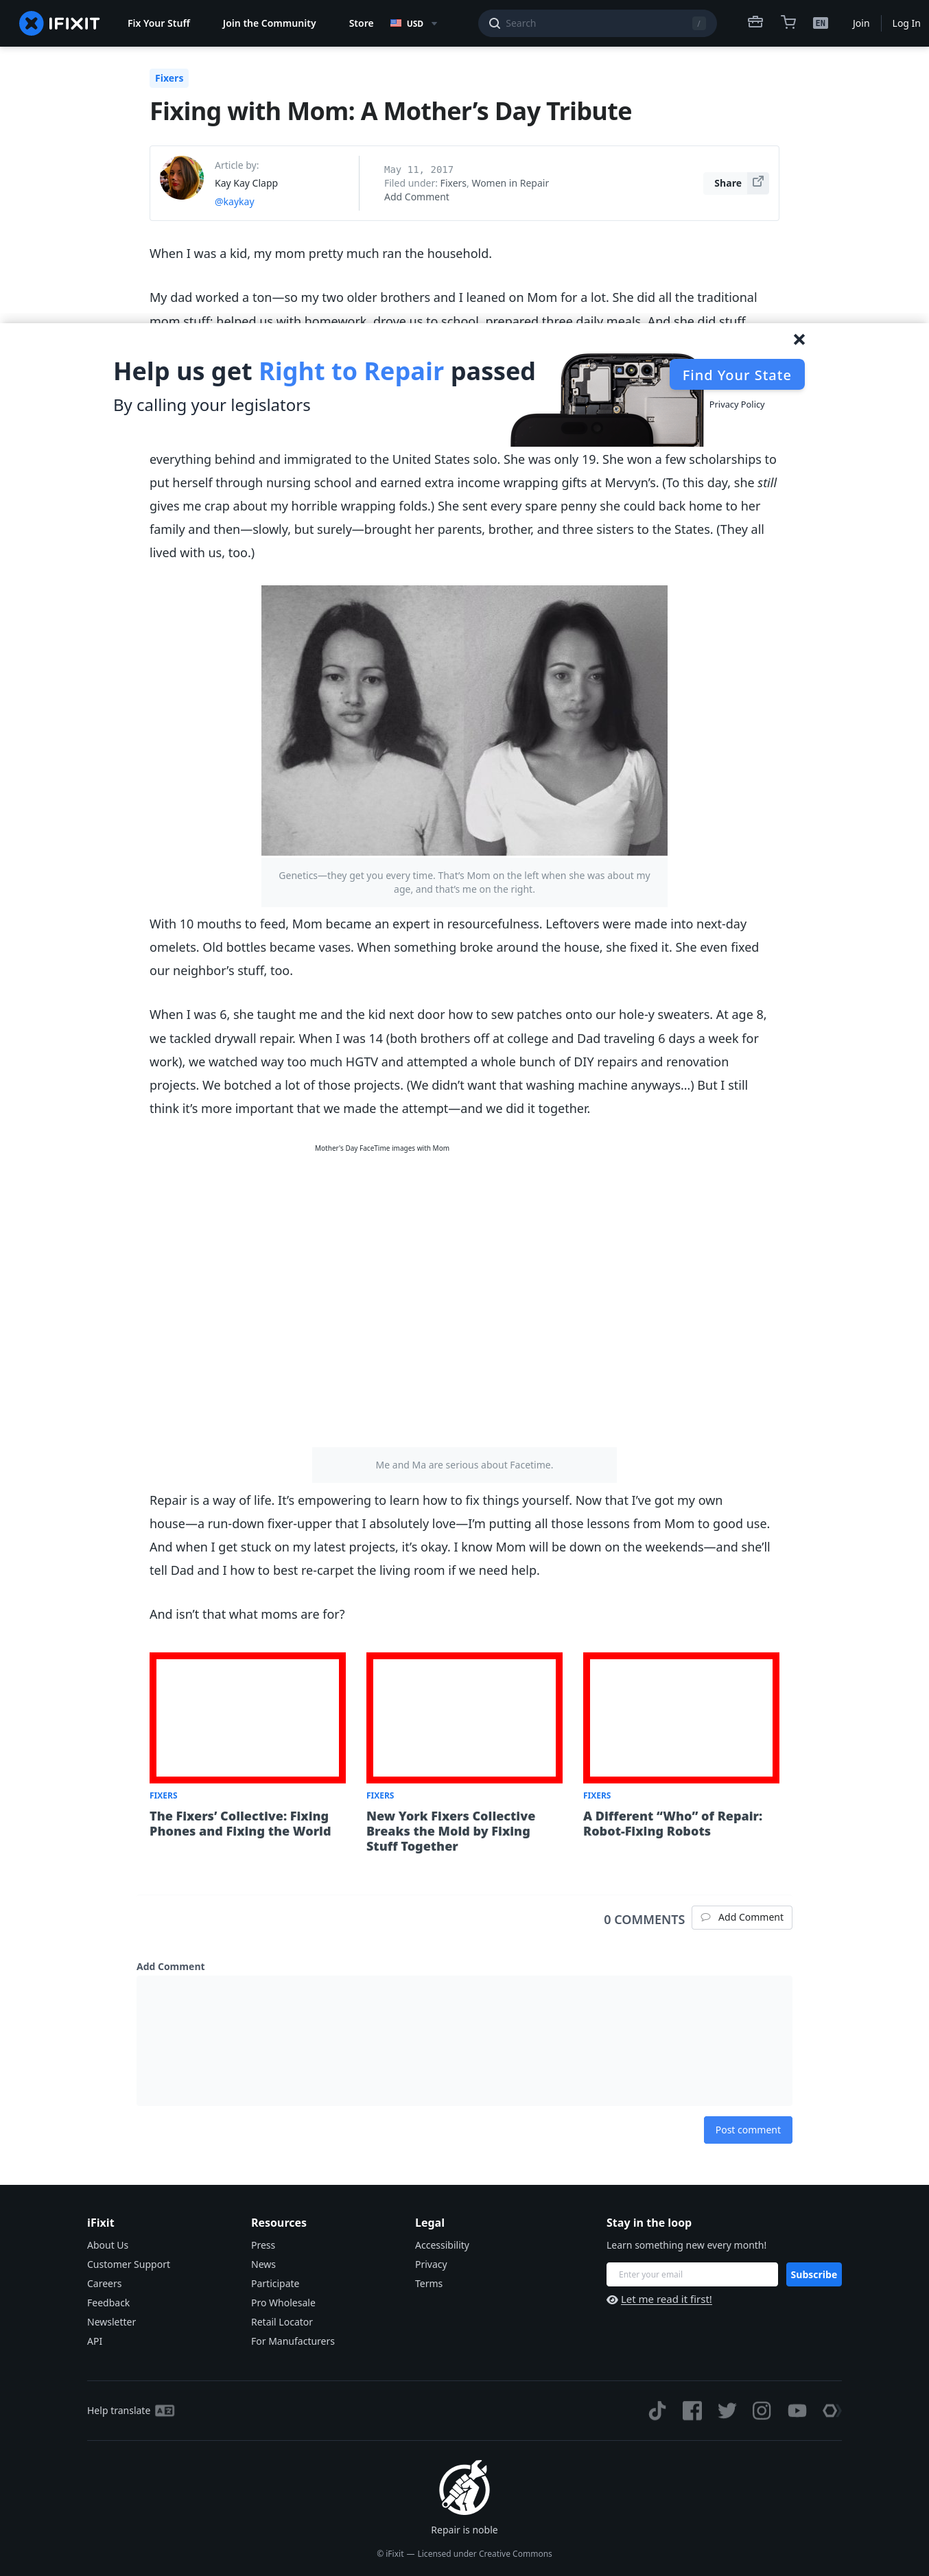 IFIXIT
Fix Your Stuff
Join the Community
Store
USD
Search
/
EN
Join
Log In
Fixers
Fixing with Mom: A Mother’s Day Tribute
Article by:
Kay Kay Clapp
@kaykay
May 11, 2017
Filed under: Fixers, Women in Repair
Add Comment
Share
When I was a kid, my mom pretty much ran the household.
My dad worked a ton—so my two older brothers and I leaned on Mom for a lot. She did all the traditional
mom stuff: helped us with homework, drove us to school, prepared three daily meals. And she did stuff
Help us get Right to Repair passed
By calling your legislators
Find Your State
Privacy Policy
everything behind and immigrated to the United States solo. She was only 19. She won a few scholarships to
put herself through nursing school and earned extra income wrapping gifts at Mervyn’s. (To this day, she still
gives me crap about my horrible wrapping folds.) She sent every spare penny she could back home to her
family and then—slowly, but surely—brought her parents, brother, and three sisters to the States. (They all
lived with us, too.)
Genetics—they get you every time. That’s Mom on the left when she was about my
age, and that’s me on the right.
With 10 mouths to feed, Mom became an expert in resourcefulness. Leftovers were made into next-day
omelets. Old bottles became vases. When something broke around the house, she fixed it. She even fixed
our neighbor’s stuff, too.
When I was 6, she taught me and the kid next door how to sew patches onto our hole-y sweaters. At age 8,
we tackled drywall repair. When I was 14 (both brothers off at college and Dad traveling 6 days a week for
work), we watched way too much HGTV and attempted a whole bunch of DIY repairs and renovation
projects. We botched a lot of those projects. (We didn’t want that washing machine anyways…) But I still
think it’s more important that we made the attempt—and we did it together.
Mother's Day FaceTime images with Mom
Me and Ma are serious about Facetime.
Repair is a way of life. It’s empowering to learn how to fix things yourself. Now that I’ve got my own
house—a run-down fixer-upper that I absolutely love—I’m putting all those lessons from Mom to good use.
And when I get stuck on my latest projects, it’s okay. I know Mom will be down on the weekends—and she’ll
tell Dad and I how to best re-carpet the living room if we need help.
And isn’t that what moms are for?
FIXERS
The Fixers’ Collective: Fixing
Phones and Fixing the World
FIXERS
New York Fixers Collective
Breaks the Mold by Fixing
Stuff Together
FIXERS
A Different “Who” of Repair:
Robot-Fixing Robots
0 COMMENTS
Add Comment
Add Comment
Post comment
iFixit
About Us
Customer Support
Careers
Feedback
Newsletter
API
Resources
Press
News
Participate
Pro Wholesale
Retail Locator
For Manufacturers
Legal
Accessibility
Privacy
Terms
Stay in the loop
Learn something new every month!
Enter your email
Subscribe
Let me read it first!
Help translate
Repair is noble
© iFixit — Licensed under Creative Commons